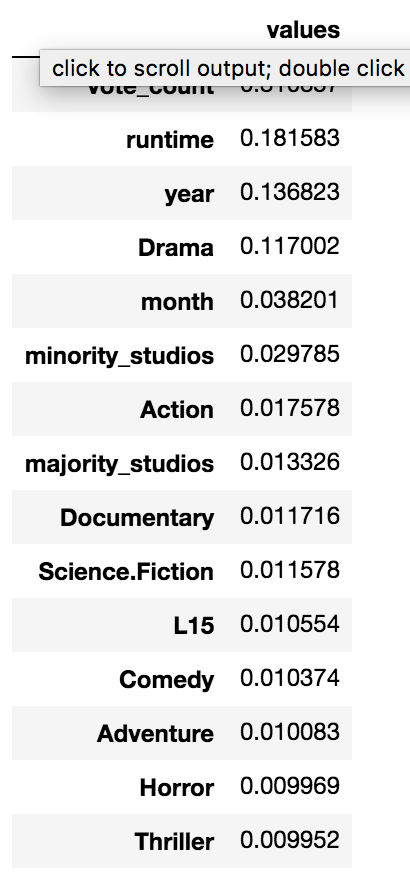 values
click to scroll output; double click
vote_count
runtime 0.181583
year 0.136823
Drama 0.117002
month 0.038201
minority_studios 0.029785
Action 0.017578
majority_studios 0.013326
Documentary 0.011716
Science.Fiction 0.011578
L15 0.010554
Comedy 0.010374
Adventure 0.010083
Horror 0.009969
Thriller 0.009952